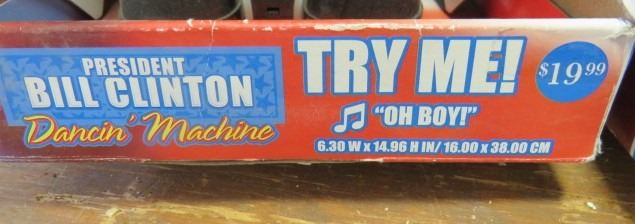 PRESIDENT
BILL CLINTON
Dancin' Machine
TRY ME!
"OH BOY!"
6.30 W x 14.96 H IN/ 16.00 x 38.00 CM
$19.99